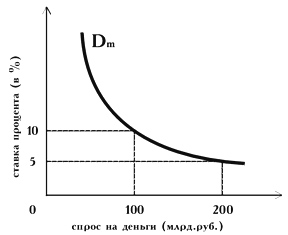 Dm
ставка процента (в %)
10
5
0
100
200
спрос на деньги (млрд.руб.)